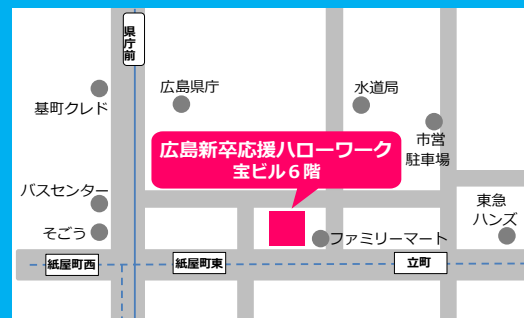 県庁前
広島県庁
水道局
基町クレド
市営
駐車場
広島新卒応援ハローワーク
宝ビル6階
バスセンター
東急
ハンズ
そごう
ファミリーマート
紙屋町西
紙屋町東
立町